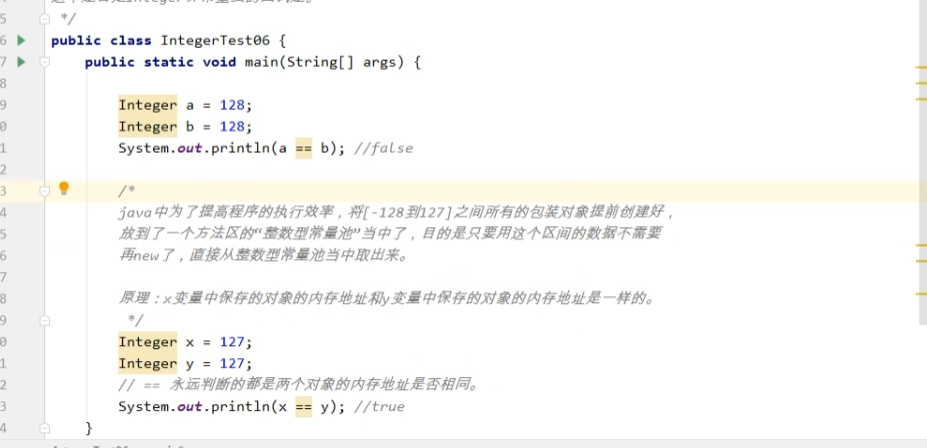 5 */
6 public class IntegerTest06 {
7 public static void main(String[] args) {
8
9 Integer a = 128;
0 Integer b = 128;
1 System.out.println(a == b); //false
2
3 /*
4 java中为了提高程序的执行效率，将[-128到127]之间所有的包装对象提前创建好，
5 放到了一个方法区的“整数型常量池”当中了，目的是只要用这个区间的数据不需要
6 再new了，直接从整数型常量池当中取出来。
7
8 原理：x变量中保存的对象的内存地址和y变量中保存的对象的内存地址是一样的。
9 */
0 Integer x = 127;
1 Integer y = 127;
2 // == 永远判断的都是两个对象的内存地址是否相同。
3 System.out.println(x == y); //true
4 }